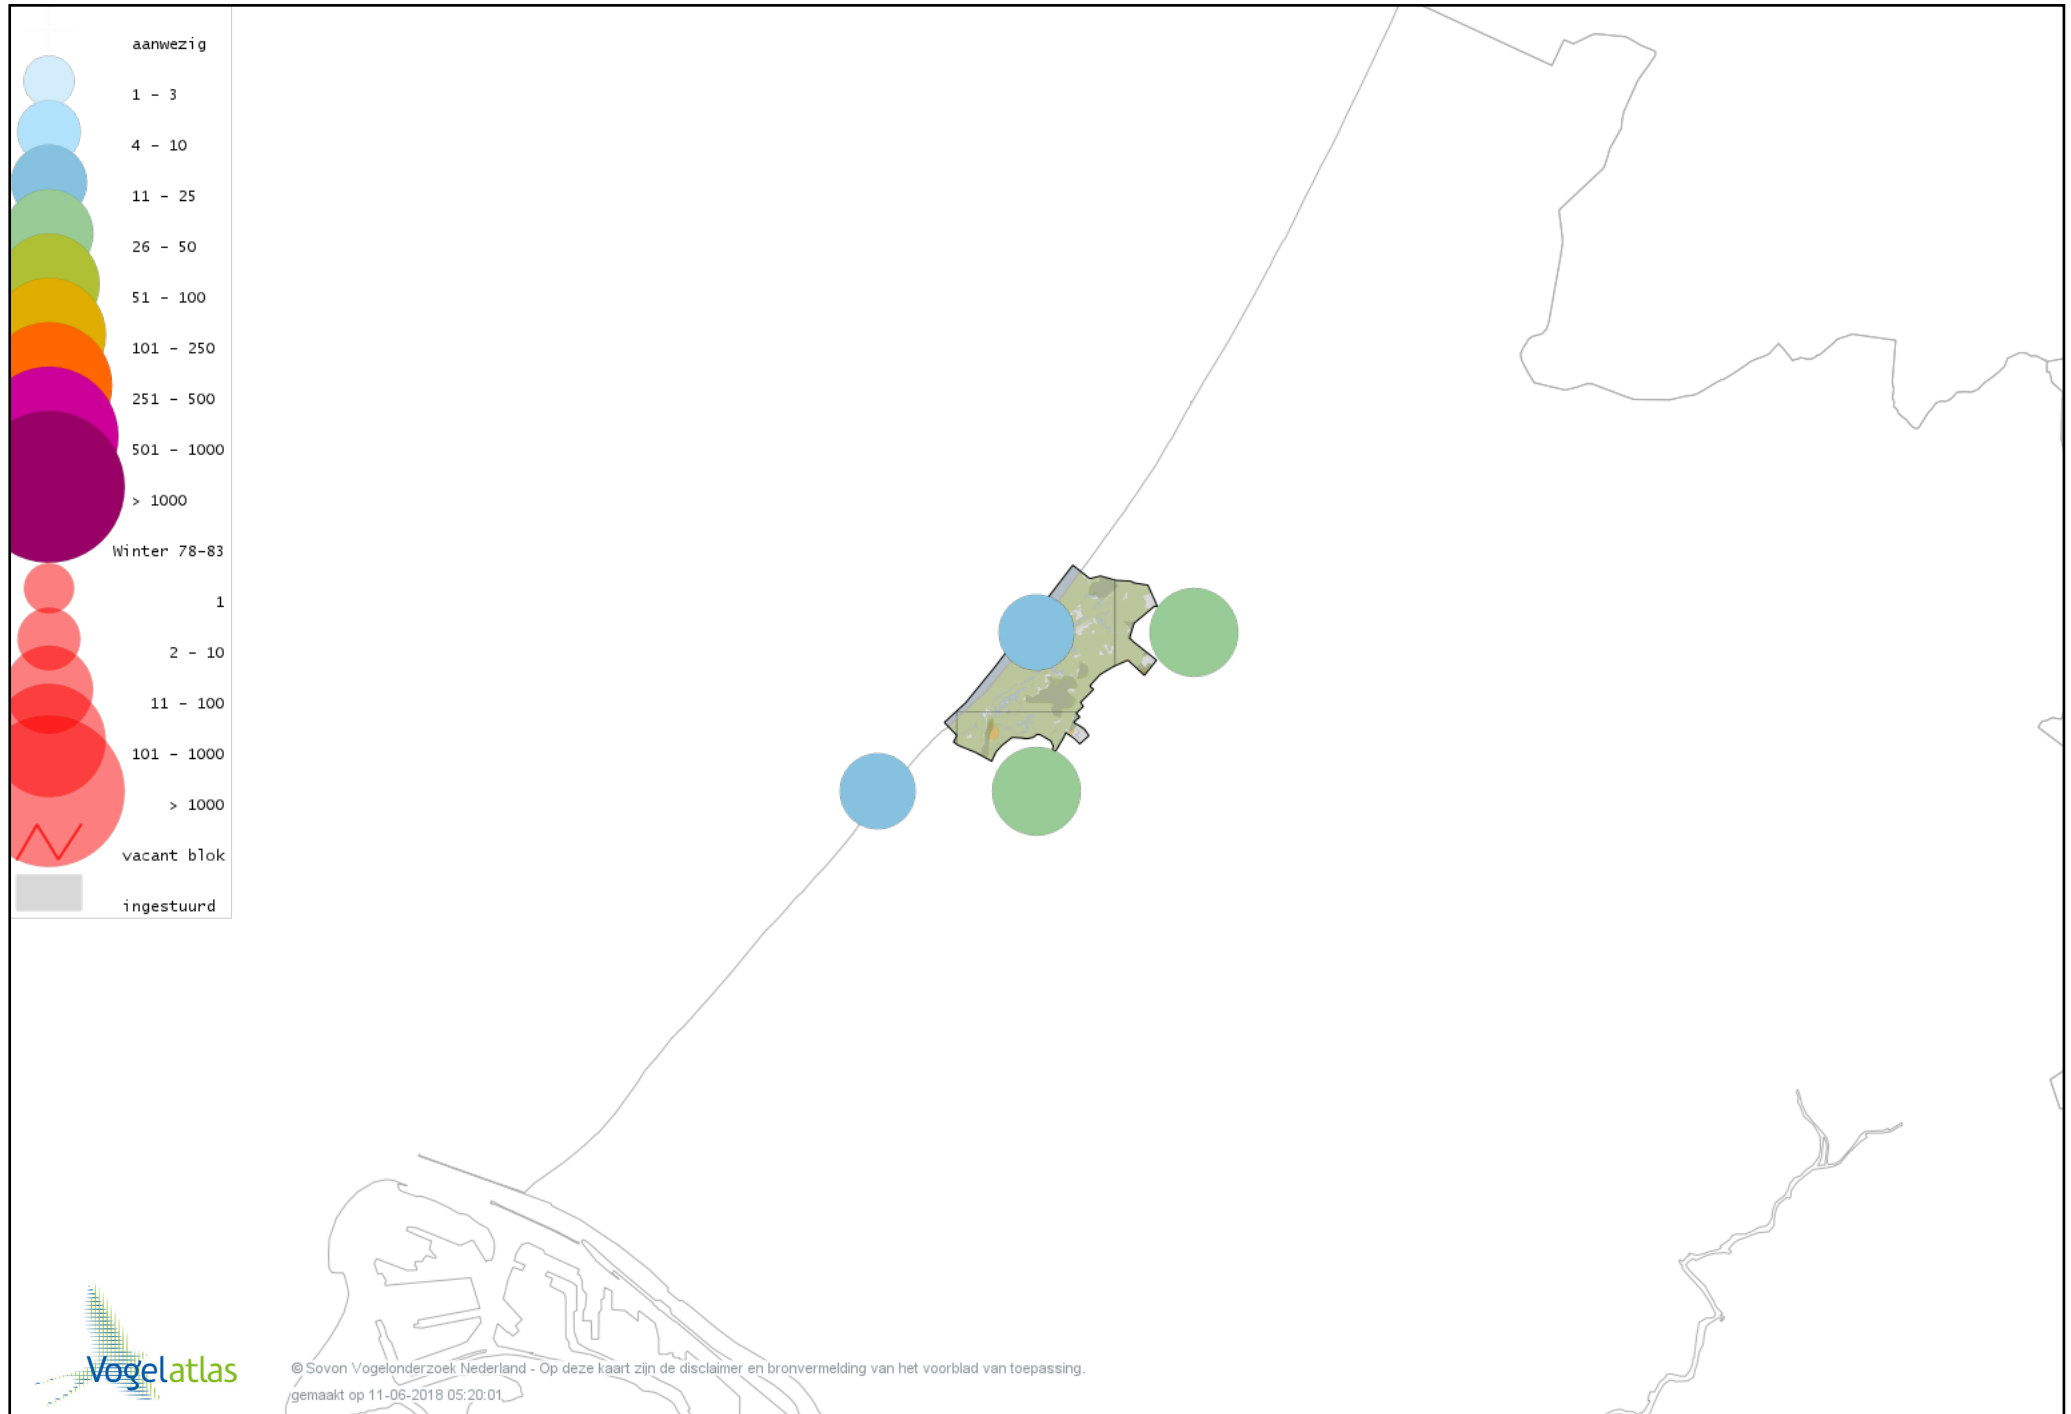 aanwezig
1 - 3
4 - 10
11 - 25
26 - 50
51 - 100
101 - 250
251 - 500
501 - 1000
> 1000
Winter 78-83
1
2 - 10
11 - 100
101 - 1000
> 1000
vacant blok
ingestuurd
Vogelatlas
© Sovon Vogelonderzoek Nederland - Op deze kaart zijn de disclaimer en bronvermelding van het voorblad van toepassing.
gemaakt op 11-06-2018 05:20:01